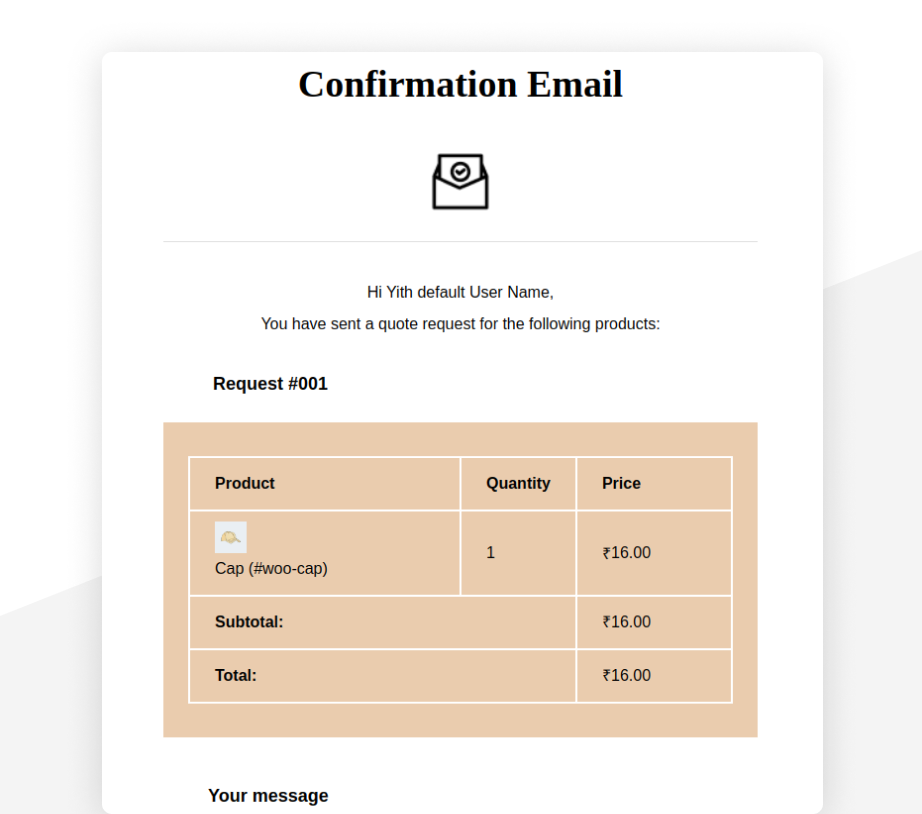 Confirmation Email
Hi Yith default User Name,
You have sent a quote request for the following products:
Request #001
Product Quantity Price
Cap (#woo-cap) 1 ₹16.00
Subtotal: ₹16.00
Total: ₹16.00
Your message